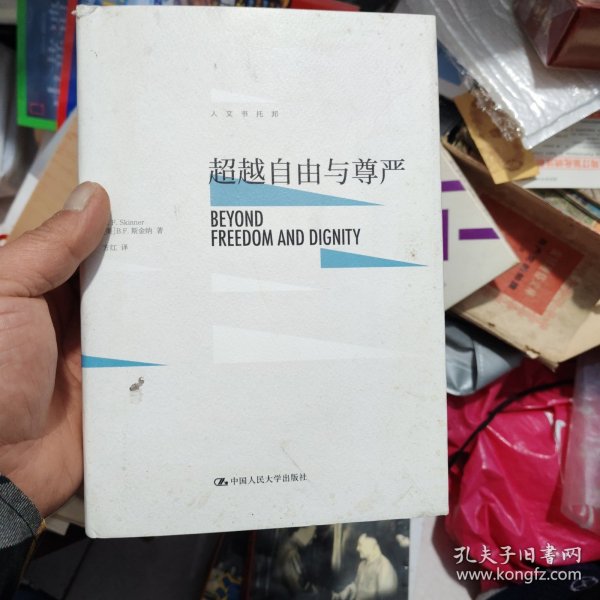 人文书托邦
超越自由与尊严
BEYOND
FREEDOM AND DIGNITY
F. Skinner
B.F. 斯金纳 著
红 译
中国人民大学出版社
孔夫子旧书网
www.kongfz.com